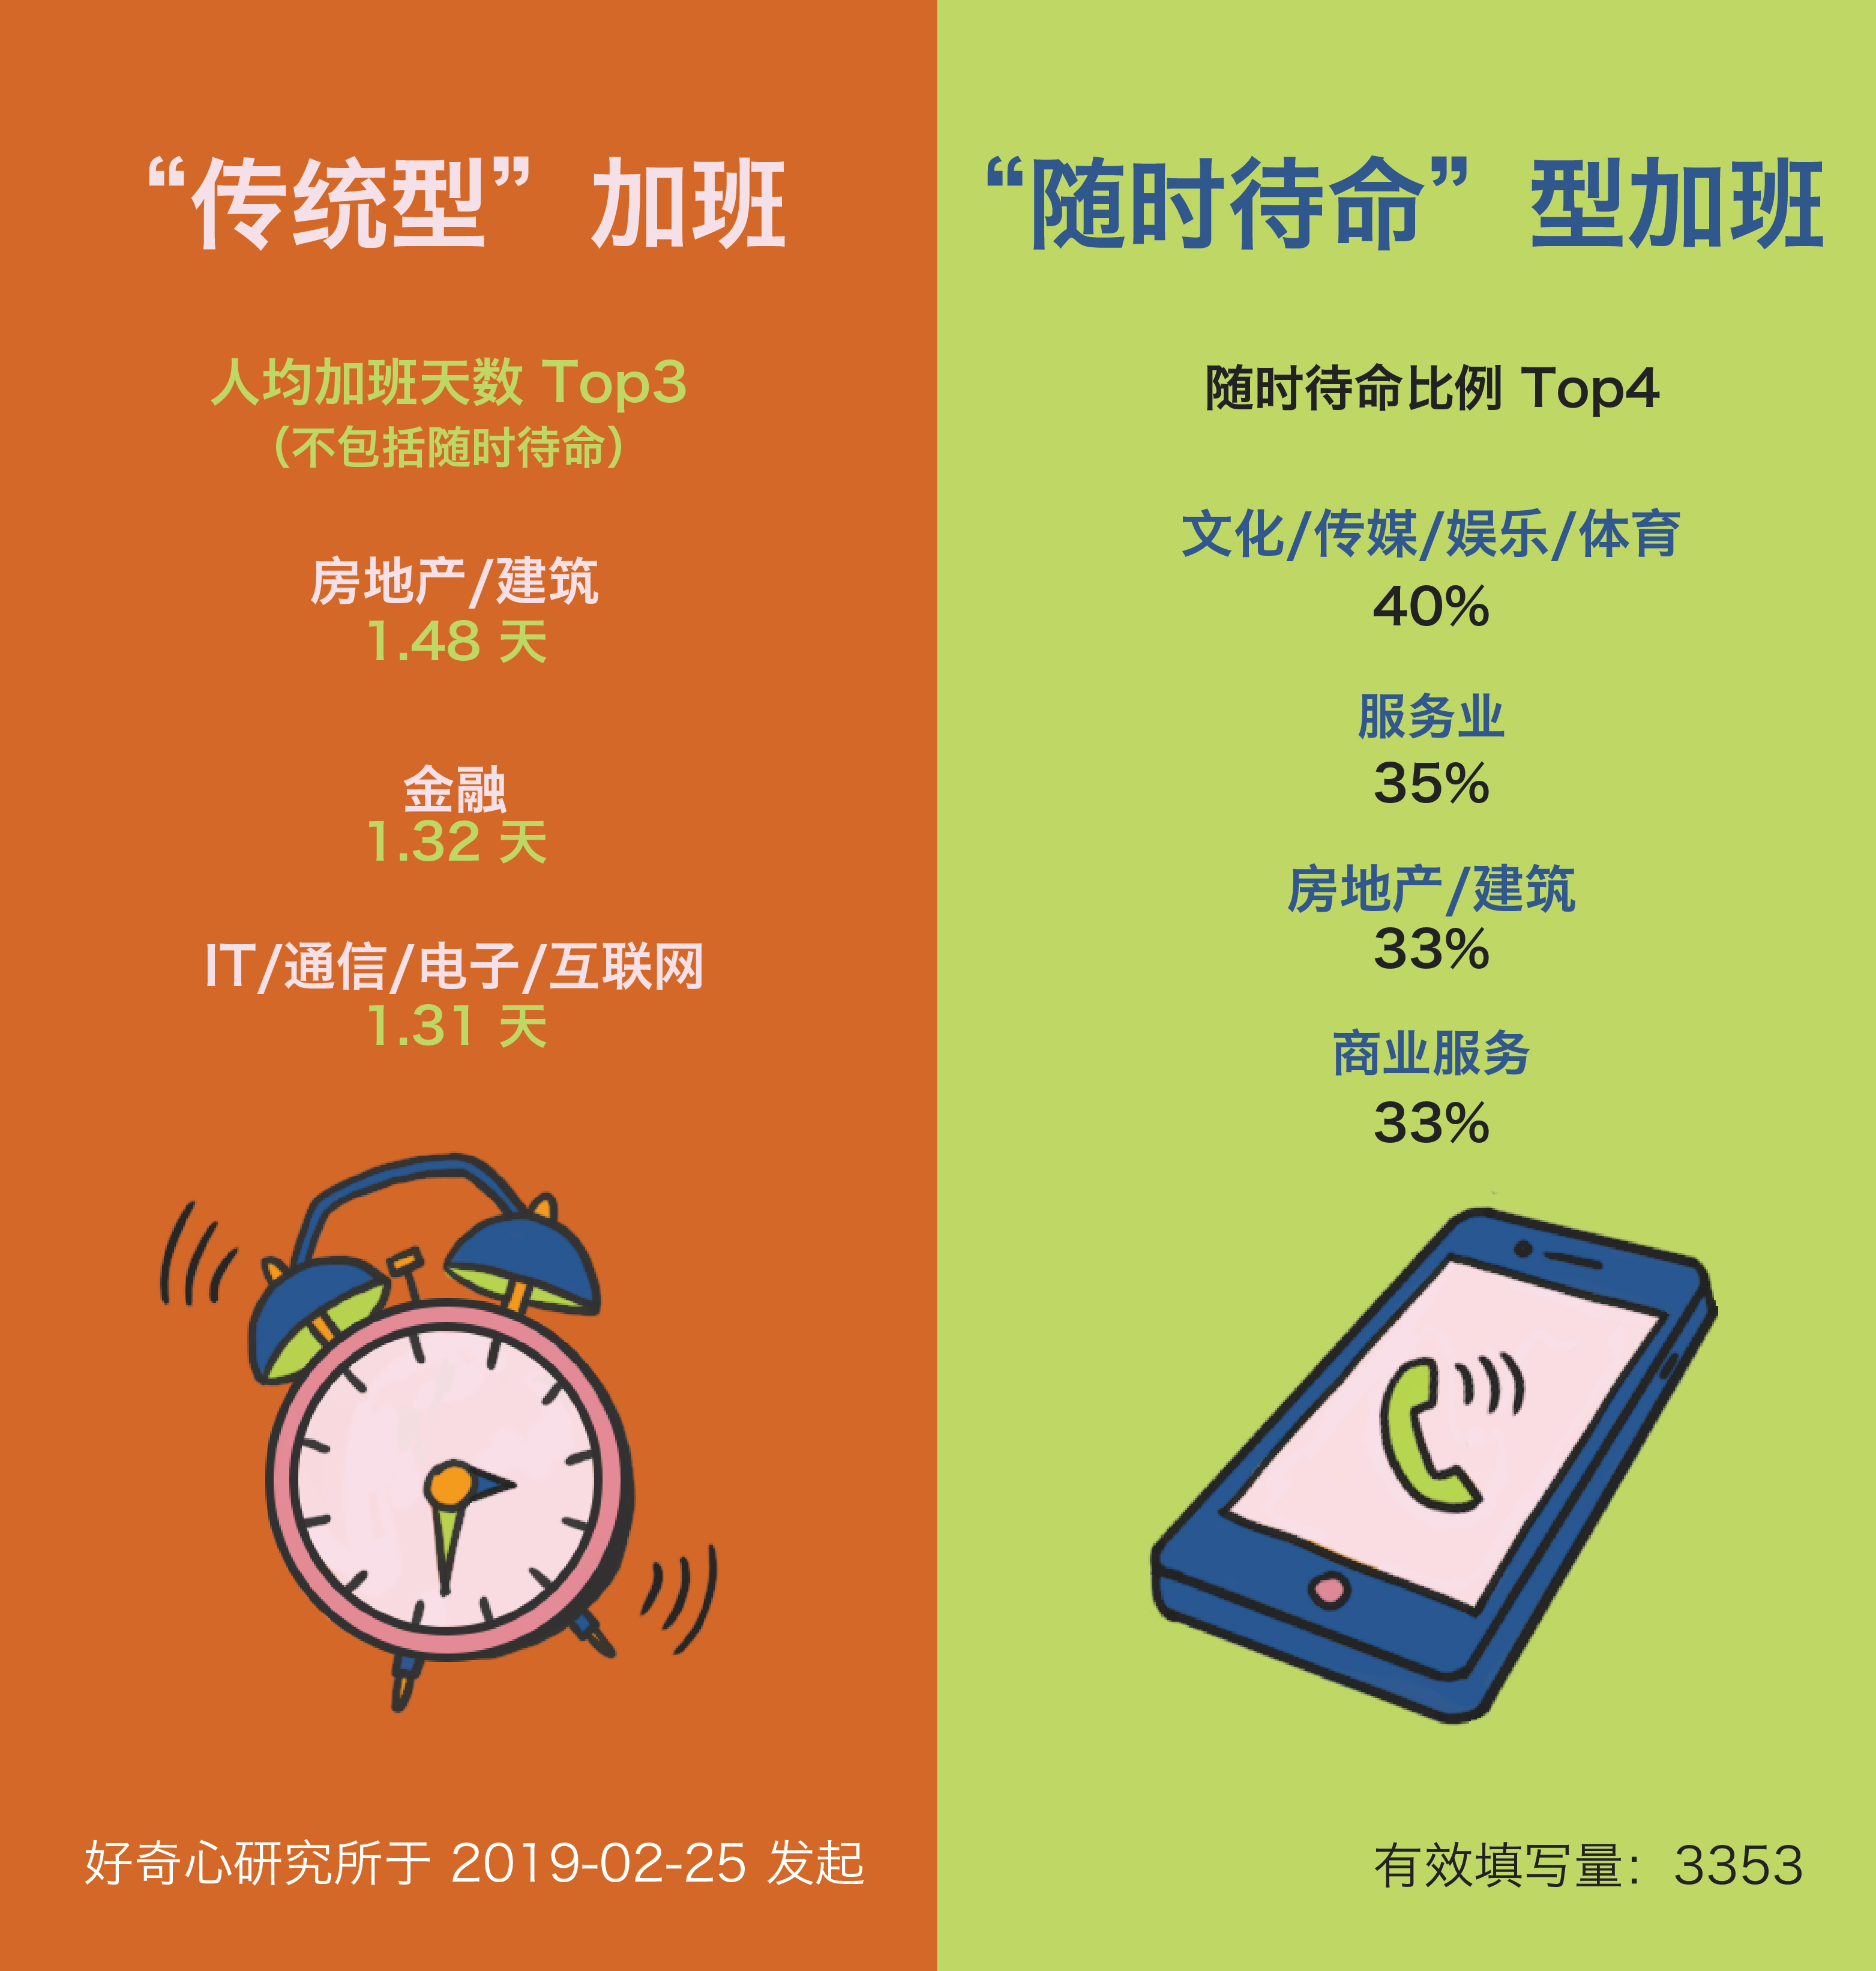 “传统型”加班
人均加班天数 Top3
（不包括随时待命）
房地产/建筑
1.48 天
金融
1.32 天
IT/通信/电子/互联网
1.31 天
好奇心研究所于 2019-02-25 发起
“随时待命”型加班
随时待命比例 Top4
文化/传媒/娱乐/体育
40%
服务业
35%
房地产/建筑
33%
商业服务
33%
有效填写量：3353